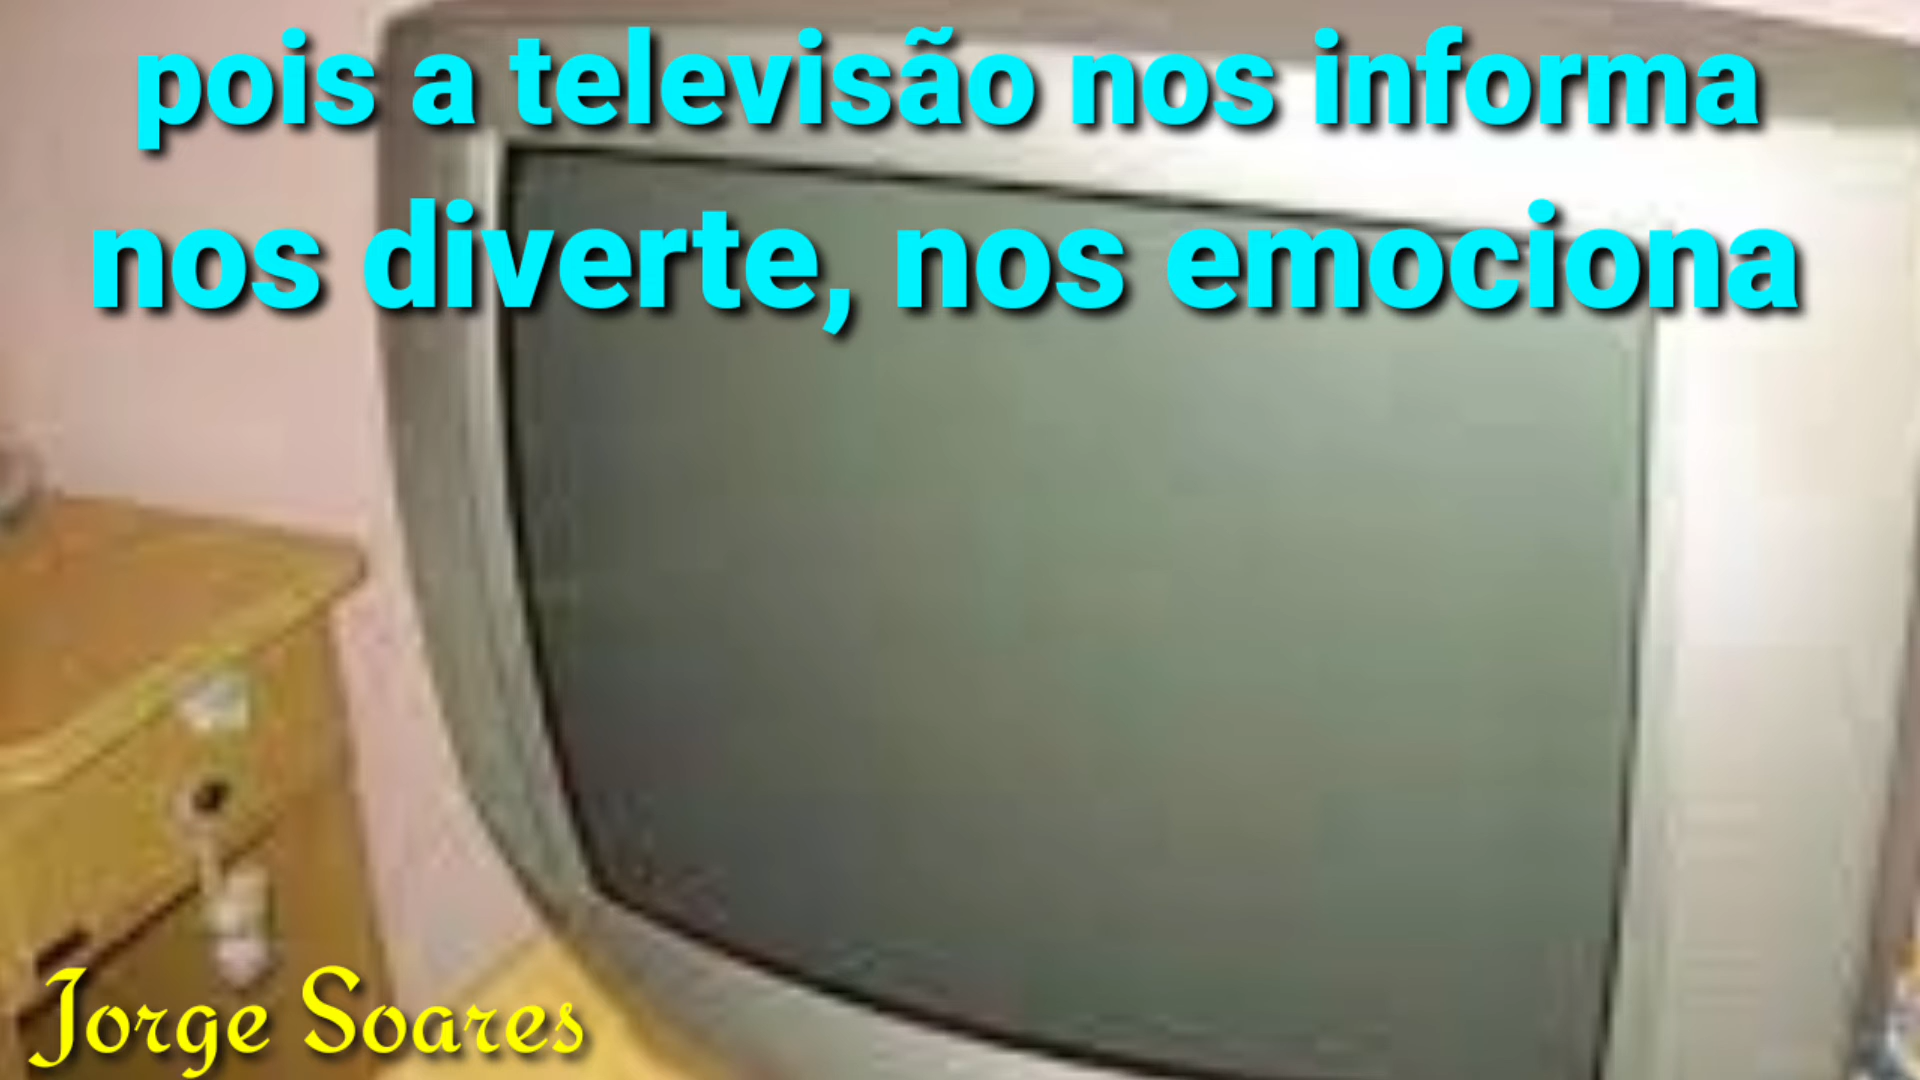 pois a televisão nos informa
nos diverte, nos emociona
Jorge Soares